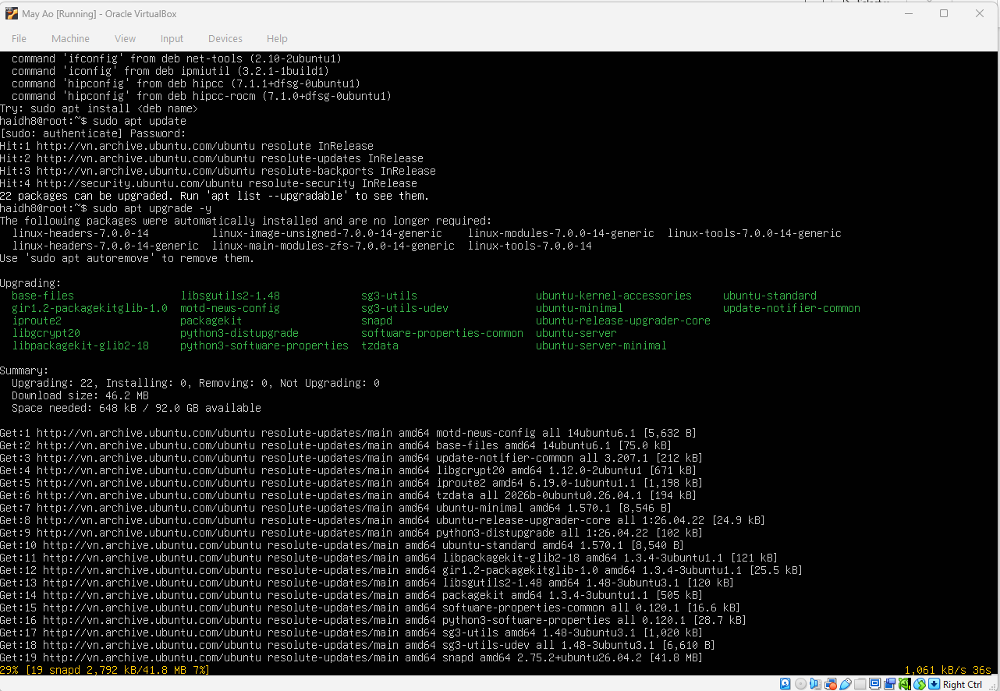 May Ao [Running] - Oracle VirtualBox
File Machine View Input Devices Help
command 'ifconfig' from deb net-tools (2.10-2ubuntu1)
command 'iconfig' from deb ipmiutil (3.2.1-1build1)
command 'hipconfig' from deb hipcc (7.1.1+dfsg-0ubuntu1)
command 'hipconfig' from deb hipcc-rocm (7.1.0+dfsg-0ubuntu1)
Try: sudo apt install <deb name>
haidh8@root:~$ sudo apt update
[sudo: authenticate] Password:
Hit:1 http://vn.archive.ubuntu.com/ubuntu resolute InRelease
Hit:2 http://vn.archive.ubuntu.com/ubuntu resolute-updates InRelease
Hit:3 http://vn.archive.ubuntu.com/ubuntu resolute-backports InRelease
Hit:4 http://security.ubuntu.com/ubuntu resolute-security InRelease
22 packages can be upgraded. Run 'apt list --upgradable' to see them.
haidh8@root:~$ sudo apt upgrade -y
The following packages were automatically installed and are no longer required:
linux-headers-7.0.0-14 linux-image-unsigned-7.0.0-14-generic linux-modules-7.0.0-14-generic linux-tools-7.0.0-14-generic
linux-headers-7.0.0-14-generic linux-main-modules-zfs-7.0.0-14-generic linux-tools-7.0.0-14
Use 'sudo apt autoremove' to remove them.
Upgrading:
base-files libsgutils2-1.48 sg3-utils ubuntu-kernel-accessories ubuntu-standard
gir1.2-packagekitglib-1.0 motd-news-config sg3-utils-udev ubuntu-minimal update-notifier-common
iproute2 packagekit snapd ubuntu-release-upgrader-core
libgcrypt20 python3-distupgrade software-properties-common ubuntu-server
libpackagekit-glib2-18 python3-software-properties tzdata ubuntu-server-minimal
Summary:
Upgrading: 22, Installing: 0, Removing: 0, Not Upgrading: 0
Download size: 46.2 MB
Space needed: 648 kB / 92.0 GB available
Get:1 http://vn.archive.ubuntu.com/ubuntu resolute-updates/main amd64 motd-news-config all 14ubuntu6.1 [5,632 B]
Get:2 http://vn.archive.ubuntu.com/ubuntu resolute-updates/main amd64 base-files amd64 14ubuntu6.1 [75.0 kB]
Get:3 http://vn.archive.ubuntu.com/ubuntu resolute-updates/main amd64 update-notifier-common all 3.207.1 [212 kB]
Get:4 http://vn.archive.ubuntu.com/ubuntu resolute-updates/main amd64 libgcrypt20 amd64 1.12.0-2ubuntu1 [671 kB]
Get:5 http://vn.archive.ubuntu.com/ubuntu resolute-updates/main amd64 iproute2 amd64 6.19.0-1ubuntu1.1 [1,198 kB]
Get:6 http://vn.archive.ubuntu.com/ubuntu resolute-updates/main amd64 tzdata all 2026b-0ubuntu0.26.04.1 [194 kB]
Get:7 http://vn.archive.ubuntu.com/ubuntu resolute-updates/main amd64 ubuntu-minimal amd64 1.570.1 [8,546 B]
Get:8 http://vn.archive.ubuntu.com/ubuntu resolute-updates/main amd64 ubuntu-release-upgrader-core all 1:26.04.22 [24.9 kB]
Get:9 http://vn.archive.ubuntu.com/ubuntu resolute-updates/main amd64 python3-distupgrade all 1:26.04.22 [102 kB]
Get:10 http://vn.archive.ubuntu.com/ubuntu resolute-updates/main amd64 ubuntu-standard amd64 1.570.1 [8,540 B]
Get:11 http://vn.archive.ubuntu.com/ubuntu resolute-updates/main amd64 libpackagekit-glib2-18 amd64 1.3.4-3ubuntu1.1 [121 kB]
Get:12 http://vn.archive.ubuntu.com/ubuntu resolute-updates/main amd64 gir1.2-packagekitglib-1.0 amd64 1.3.4-3ubuntu1.1 [25.5 kB]
Get:13 http://vn.archive.ubuntu.com/ubuntu resolute-updates/main amd64 libsgutils2-1.48 amd64 1.48-3ubuntu3.1 [120 kB]
Get:14 http://vn.archive.ubuntu.com/ubuntu resolute-updates/main amd64 packagekit amd64 1.3.4-3ubuntu1.1 [505 kB]
Get:15 http://vn.archive.ubuntu.com/ubuntu resolute-updates/main amd64 software-properties-common all 0.120.1 [16.6 kB]
Get:16 http://vn.archive.ubuntu.com/ubuntu resolute-updates/main amd64 python3-software-properties all 0.120.1 [28.7 kB]
Get:17 http://vn.archive.ubuntu.com/ubuntu resolute-updates/main amd64 sg3-utils amd64 1.48-3ubuntu3.1 [1,020 kB]
Get:18 http://vn.archive.ubuntu.com/ubuntu resolute-updates/main amd64 sg3-utils-udev all 1.48-3ubuntu3.1 [6,610 B]
Get:19 http://vn.archive.ubuntu.com/ubuntu resolute-updates/main amd64 snapd amd64 2.75.2+ubuntu26.04.2 [41.8 MB]
29% [19 snapd 2,792 kB/41.8 MB 7%] 1,061 kB/s 36s
Right Ctrl